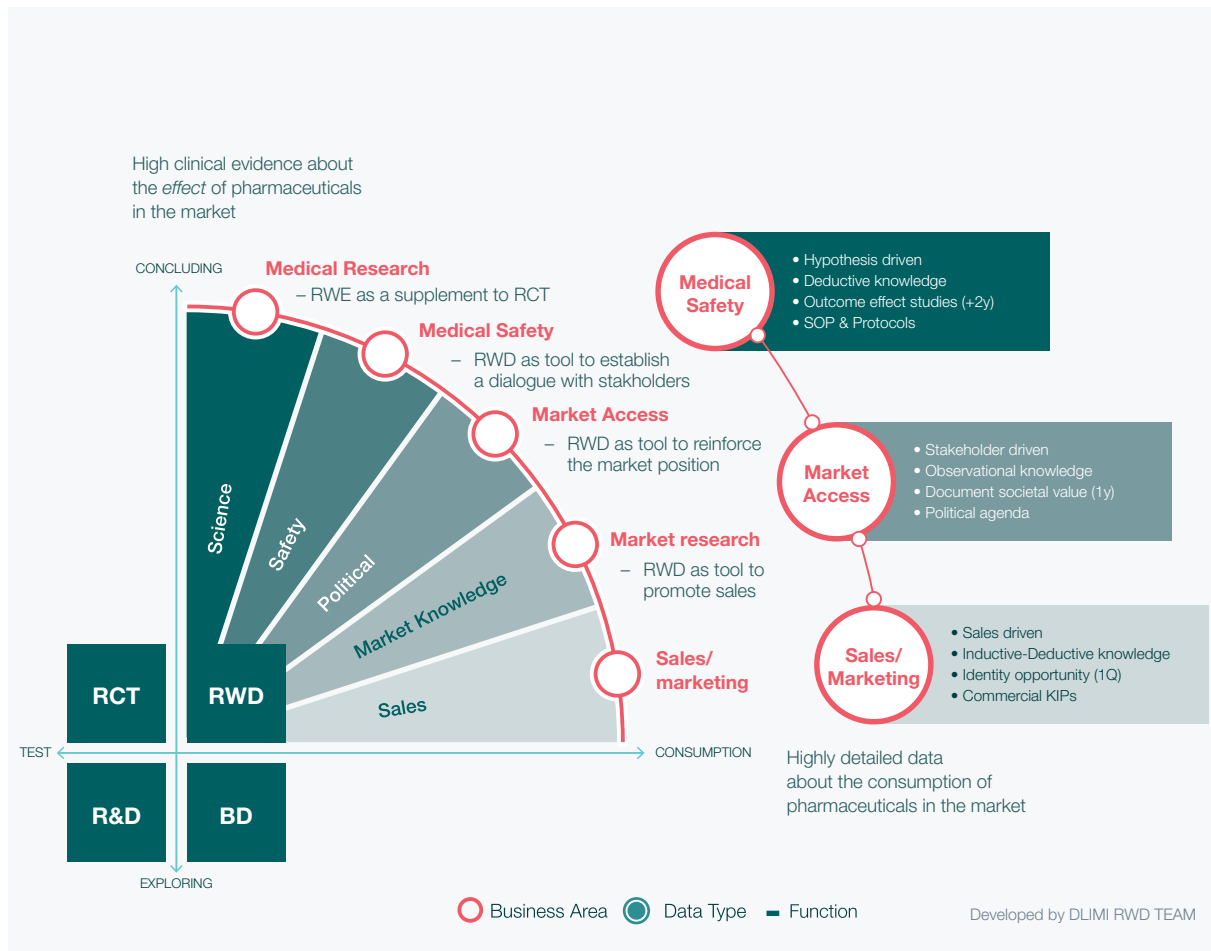 High clinical evidence about
the effect of pharmaceuticals
in the market
CONCLUDING
Medical Research
– RWE as a supplement to RCT
Medical Safety
– RWD as tool to establish
a dialogue with stakholders
Market Access
– RWD as tool to reinforce
the market position
Market research
– RWD as tool to
promote sales
Sales/
marketing
Science
Safety
Political
Market Knowledge
Sales
RCT
RWD
TEST
CONSUMPTION
R&D
BD
EXPLORING
Medical
Safety
• Hypothesis driven
• Deductive knowledge
• Outcome effect studies (+2y)
• SOP & Protocols
Market
Access
• Stakeholder driven
• Observational knowledge
• Document societal value (1y)
• Political agenda
Sales/
Marketing
• Sales driven
• Inductive-Deductive knowledge
• Identity opportunity (1Q)
• Commercial KIPs
Highly detailed data
about the consumption of
pharmaceuticals in the market
Business Area
Data Type
Function
Developed by DLIMI RWD TEAM